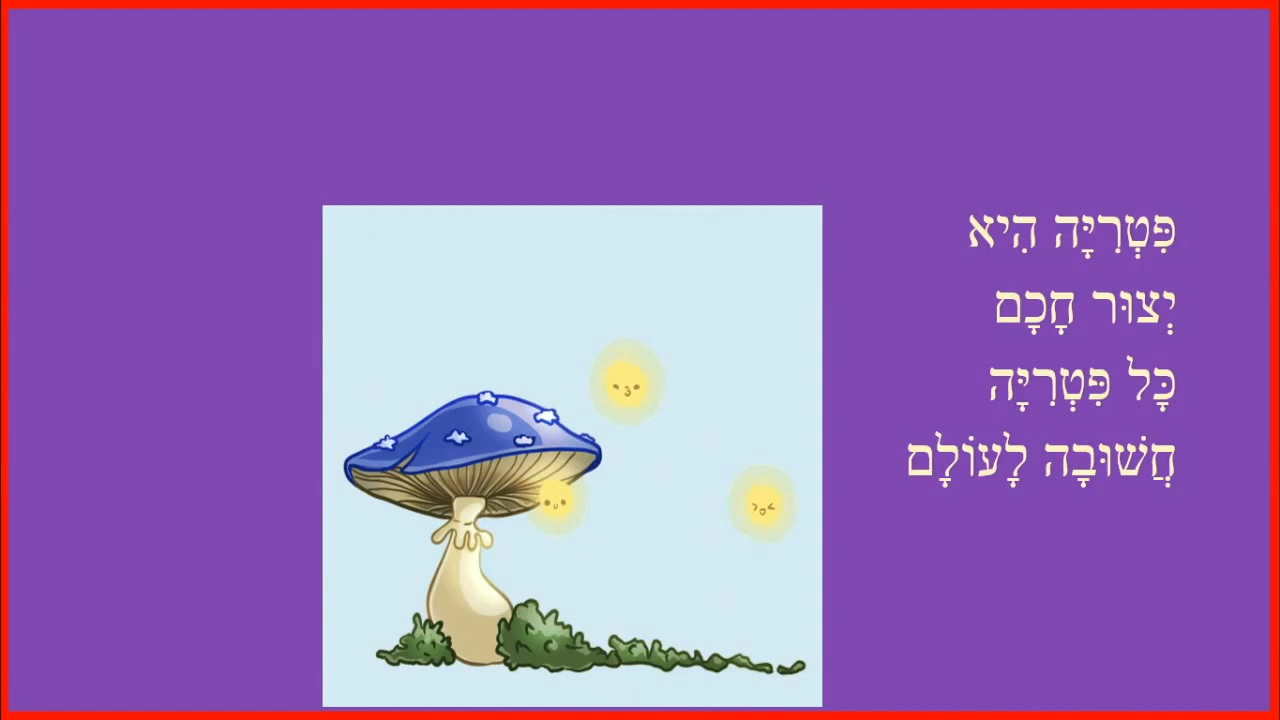 פִּטְרִיָּה הִיא
יְצוּר חָכָם
כָּל פִּטְרִיָּה
חֲשׁוּבָה לָעוֹלָם